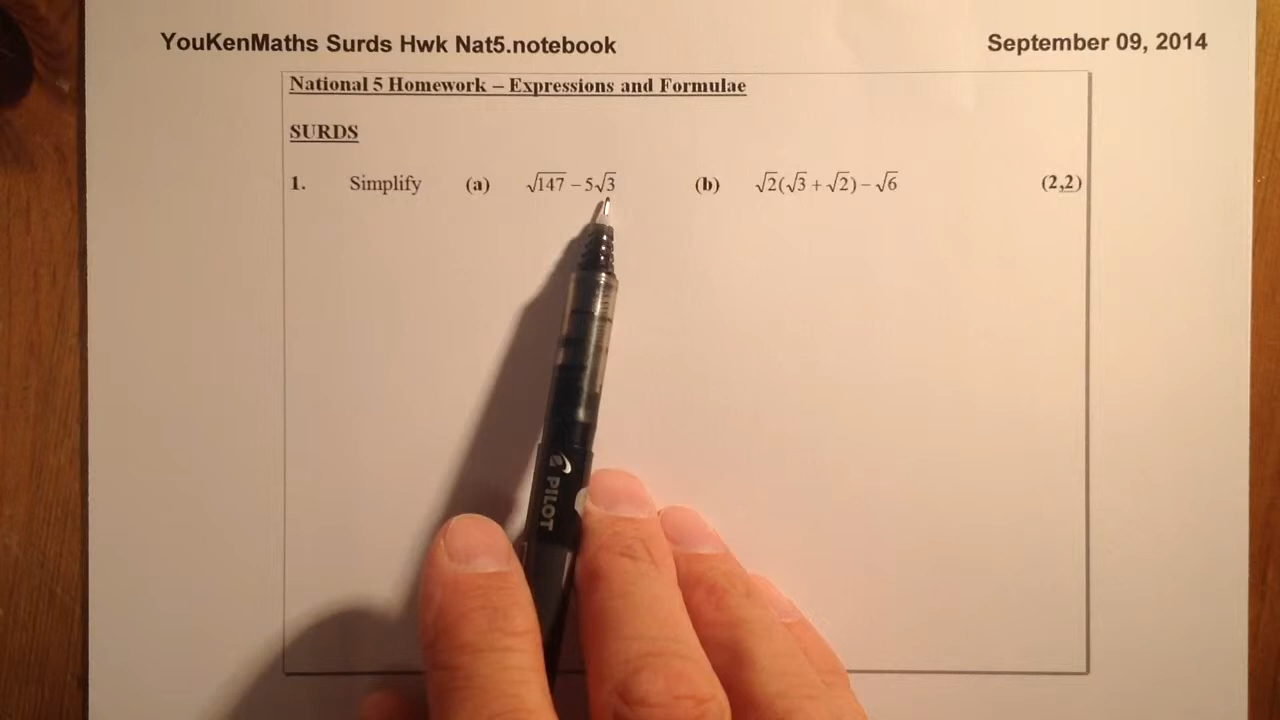 YouKenMaths Surds Hwk Nat5.notebook September 09, 2014
National 5 Homework – Expressions and Formulae
SURDS
1. Simplify (a) √147 – 5√3 (b) √2(√3 + √2) – √6 (2,2)
PILOT